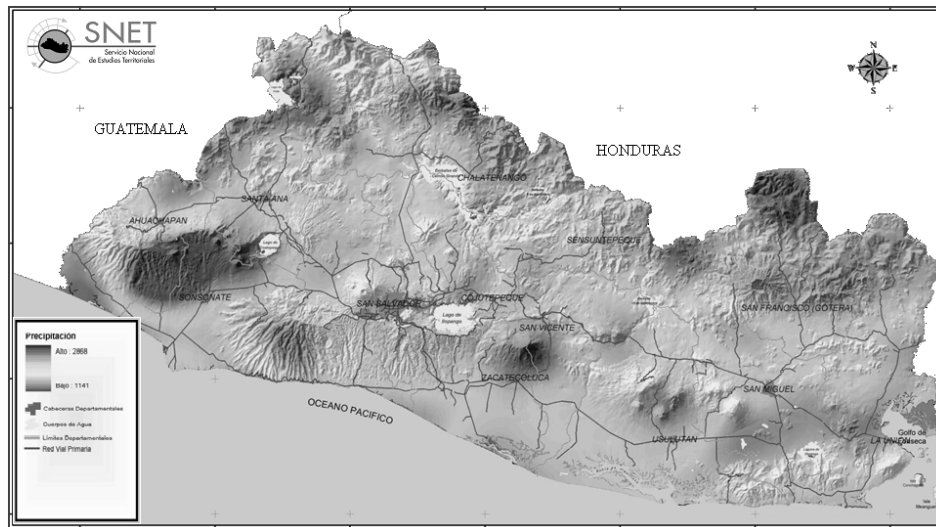 SNET
Servicio Nacional
de Estudios Territoriales
N
W E
S
GUATEMALA
HONDURAS
CHALATENANGO
SANTA ANA
AHUACHAPAN
Lago de
SENSUNTEPEQUE
SONSONATE
SAN SALVADOR
COJUTEPEQUE
Lago de
Ilopango
SAN FRANCISCO (GOTERA)
SAN VICENTE
ZACATECOLUCA
SAN MIGUEL
OCEANO PACIFICO
USULUTAN
LA UNION
Golfo de
Fonseca
Precipitación
Alto : 2868
Bajo : 1141
Cabeceras Departamentales
Cuerpos de Agua
Límites Departamentales
Red Vial Primaria